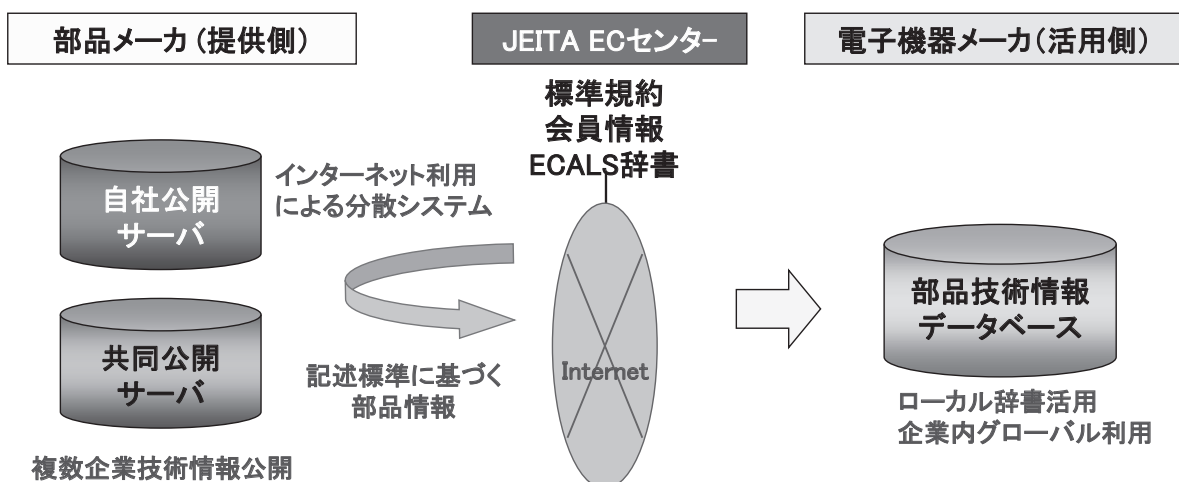 部品メーカ(提供側)
JEITA ECセンター
電子機器メーカ(活用側)
標準規約
会員情報
ECALS辞書
自社公開
サーバ
インターネット利用
による分散システム
共同公開
サーバ
記述標準に基づく
部品情報
Internet
部品技術情報
データベース
ローカル辞書活用
企業内グローバル利用
複数企業技術情報公開